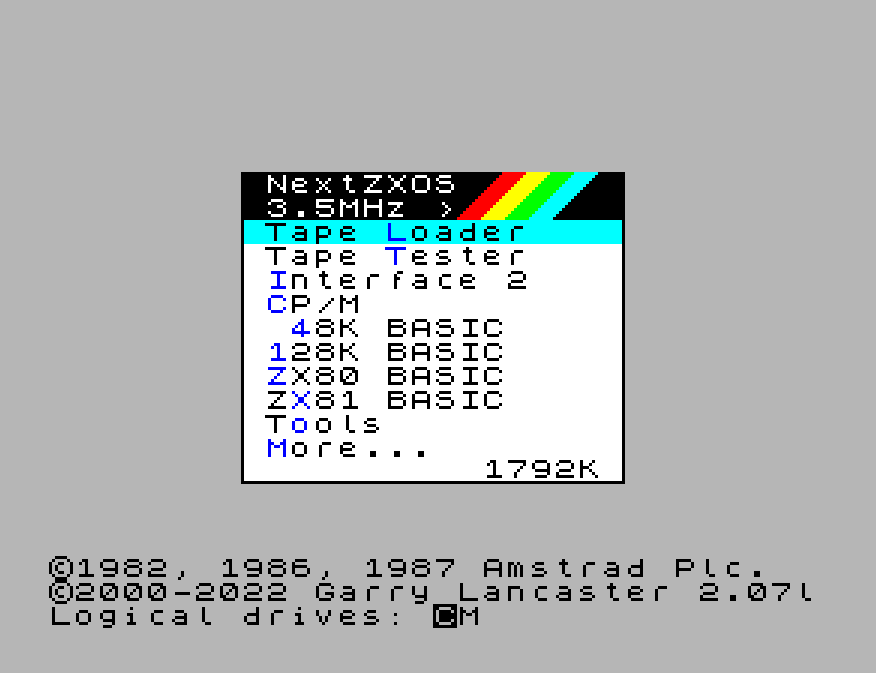 NextZXOS
3.5MHz >
Tape Loader
Tape Tester
Interface 2
CP/M
48K BASIC
128K BASIC
ZX80 BASIC
ZX81 BASIC
Tools
More...
1792K
©1982, 1986, 1987 Amstrad Plc.
©2000-2022 Garry Lancaster 2.07l
Logical drives: CM